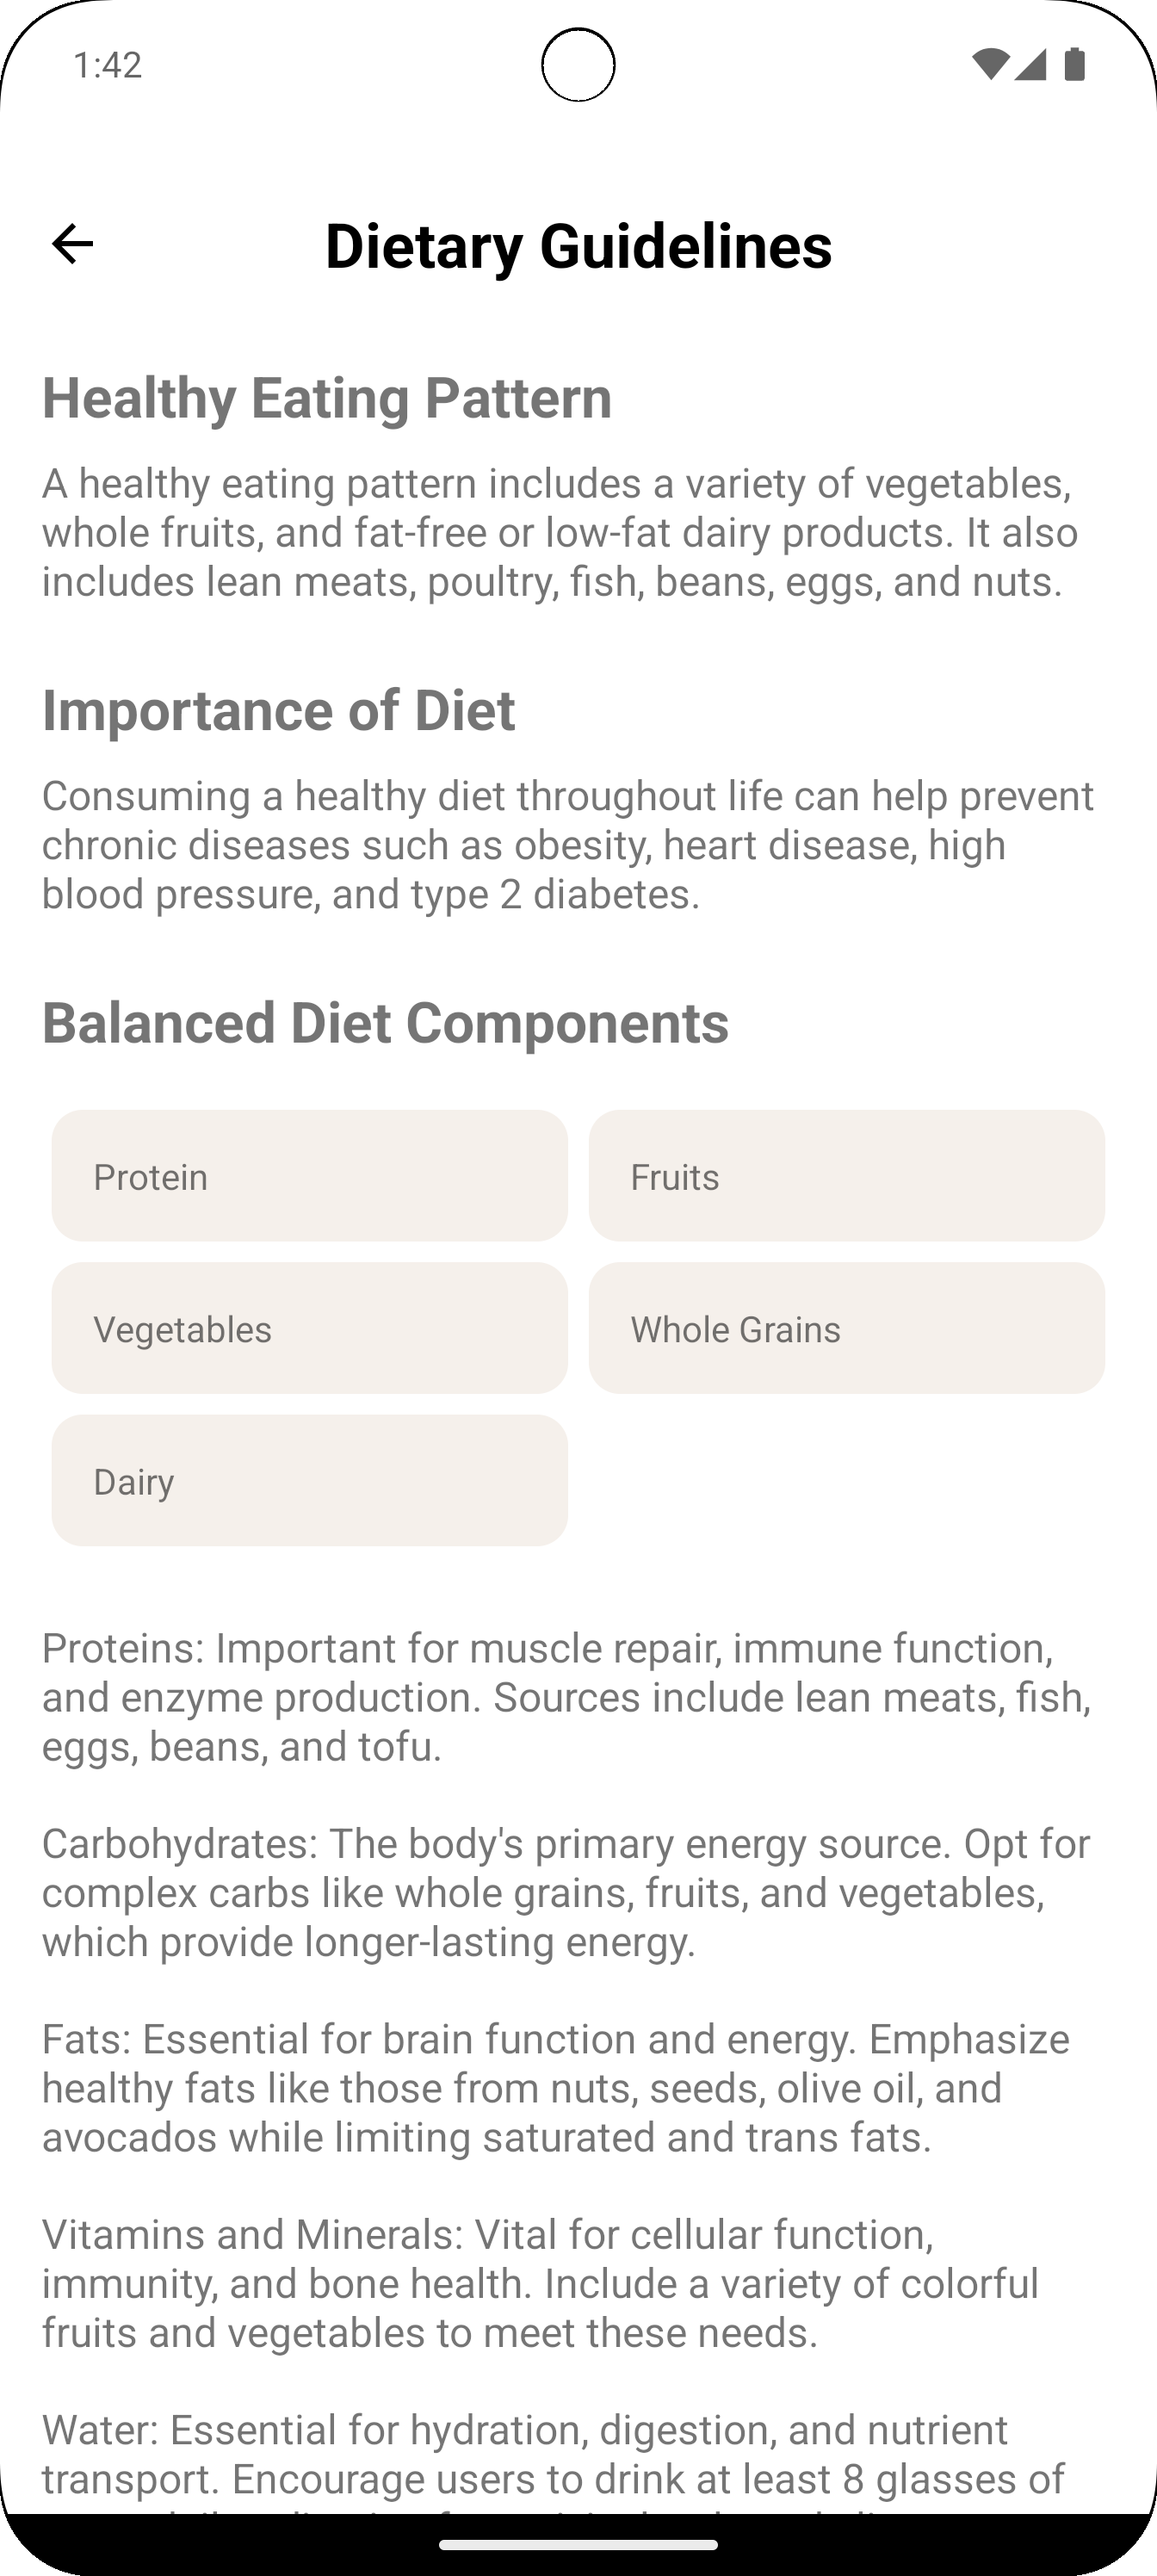 1:42
Dietary Guidelines
Healthy Eating Pattern
A healthy eating pattern includes a variety of vegetables,
whole fruits, and fat-free or low-fat dairy products. It also
includes lean meats, poultry, fish, beans, eggs, and nuts.
Importance of Diet
Consuming a healthy diet throughout life can help prevent
chronic diseases such as obesity, heart disease, high
blood pressure, and type 2 diabetes.
Balanced Diet Components
Protein
Fruits
Vegetables
Whole Grains
Dairy
Proteins: Important for muscle repair, immune function,
and enzyme production. Sources include lean meats, fish,
eggs, beans, and tofu.
Carbohydrates: The body's primary energy source. Opt for
complex carbs like whole grains, fruits, and vegetables,
which provide longer-lasting energy.
Fats: Essential for brain function and energy. Emphasize
healthy fats like those from nuts, seeds, olive oil, and
avocados while limiting saturated and trans fats.
Vitamins and Minerals: Vital for cellular function,
immunity, and bone health. Include a variety of colorful
fruits and vegetables to meet these needs.
Water: Essential for hydration, digestion, and nutrient
transport. Encourage users to drink at least 8 glasses of